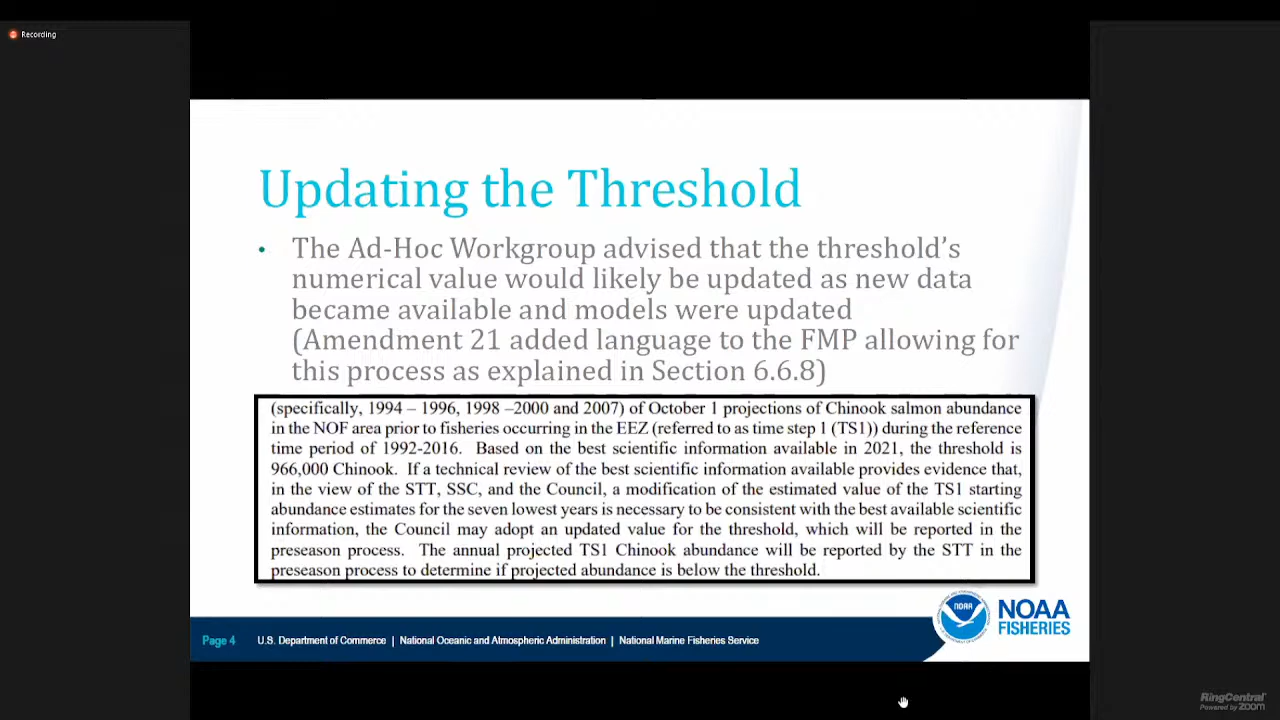 Recording
Updating the Threshold
• The Ad-Hoc Workgroup advised that the threshold’s
numerical value would likely be updated as new data
became available and models were updated
(Amendment 21 added language to the FMP allowing for
this process as explained in Section 6.6.8)
(specifically, 1994 – 1996, 1998 –2000 and 2007) of October 1 projections of Chinook salmon abundance
in the NOF area prior to fisheries occurring in the EEZ (referred to as time step 1 (TS1)) during the reference
time period of 1992-2016. Based on the best scientific information available in 2021, the threshold is
966,000 Chinook. If a technical review of the best scientific information available provides evidence that,
in the view of the STT, SSC, and the Council, a modification of the estimated value of the TS1 starting
abundance estimates for the seven lowest years is necessary to be consistent with the best available scientific
information, the Council may adopt an updated value for the threshold, which will be reported in the
preseason process. The annual projected TS1 Chinook abundance will be reported by the STT in the
preseason process to determine if projected abundance is below the threshold.
NOAA
NOAA
FISHERIES
Page 4 U.S. Department of Commerce | National Oceanic and Atmospheric Administration | National Marine Fisheries Service
RingCentral
Powered by zoom